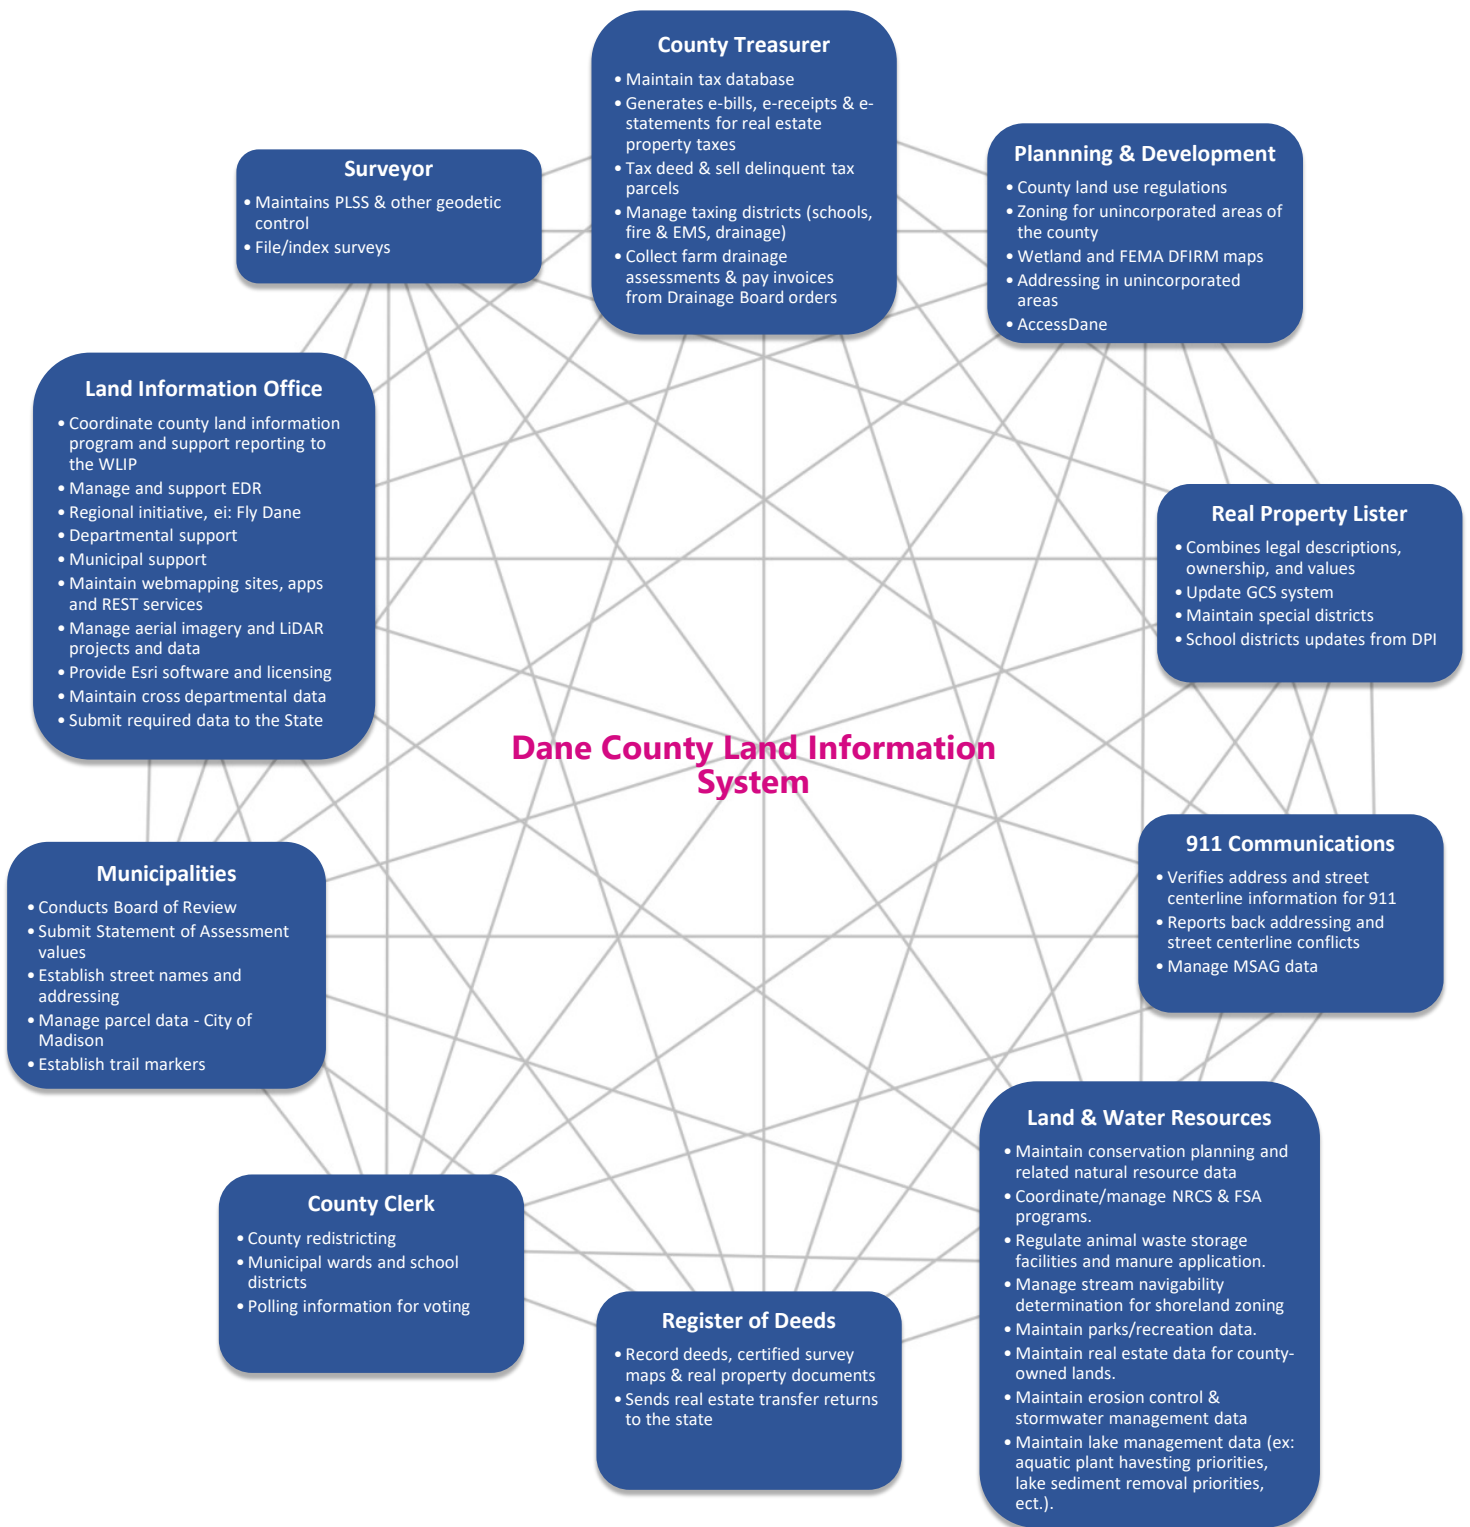 County Treasurer
• Maintain tax database
• Generates e-bills, e-receipts & e-
statements for real estate
property taxes
• Tax deed & sell delinquent tax
parcels
• Manage taxing districts (schools,
fire & EMS, drainage)
• Collect farm drainage
assessments & pay invoices
from Drainage Board orders
Plannning & Development
• County land use regulations
• Zoning for unincorporated areas of
the county
• Wetland and FEMA DFIRM maps
• Addressing in unincorporated
areas
• AccessDane
Surveyor
• Maintains PLSS & other geodetic
control
• File/index surveys
Land Information Office
• Coordinate county land information
program and support reporting to
the WLIP
• Manage and support EDR
• Regional initiative, ei: Fly Dane
• Departmental support
• Municipal support
• Maintain webmapping sites, apps
and REST services
• Manage aerial imagery and LiDAR
projects and data
• Provide Esri software and licensing
• Maintain cross departmental data
• Submit required data to the State
Real Property Lister
• Combines legal descriptions,
ownership, and values
• Update GCS system
• Maintain special districts
• School districts updates from DPI
Dane County Land Information
System
911 Communications
• Verifies address and street
centerline information for 911
• Reports back addressing and
street centerline conflicts
• Manage MSAG data
Municipalities
• Conducts Board of Review
• Submit Statement of Assessment
values
• Establish street names and
addressing
• Manage parcel data - City of
Madison
• Establish trail markers
Land & Water Resources
• Maintain conservation planning and
related natural resource data
• Coordinate/manage NRCS & FSA
programs.
• Regulate animal waste storage
facilities and manure application.
• Manage stream navigability
determination for shoreland zoning
• Maintain parks/recreation data.
• Maintain real estate data for county-
owned lands.
• Maintain erosion control &
stormwater management data
• Maintain lake management data (ex:
aquatic plant havesting priorities,
lake sediment removal priorities,
ect.).
County Clerk
• County redistricting
• Municipal wards and school
districts
• Polling information for voting
Register of Deeds
• Record deeds, certified survey
maps & real property documents
• Sends real estate transfer returns
to the state